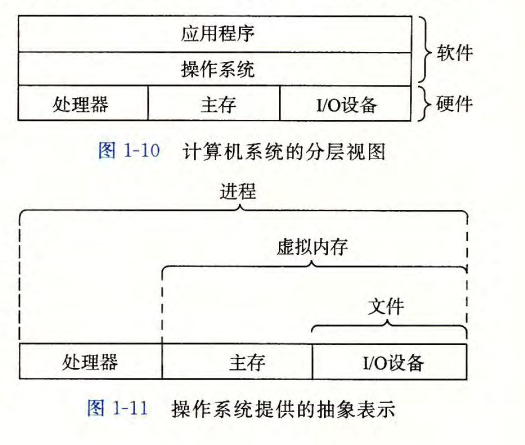 应用程序
操作系统
软件
处理器 主存 I/O设备
硬件
图 1-10 计算机系统的分层视图
进程
虚拟内存
文件
处理器 主存 I/O设备
图 1-11 操作系统提供的抽象表示